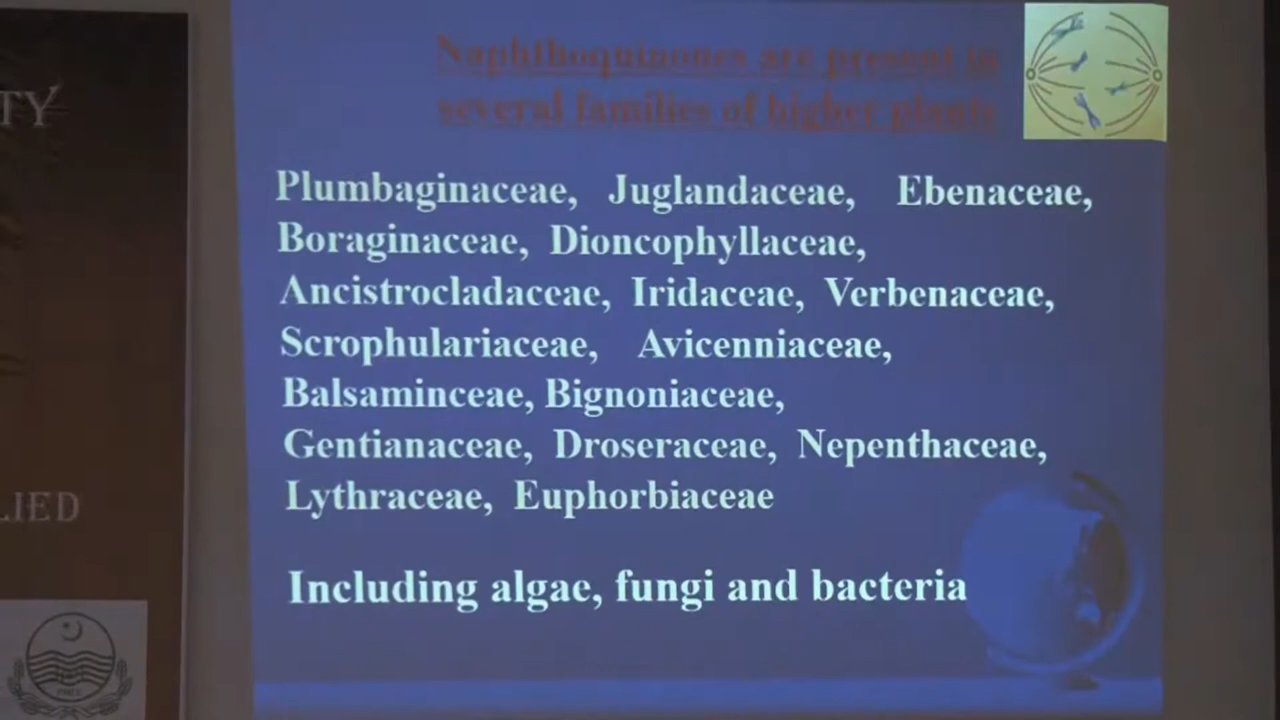 TY
LIED
Naphthoquinones are present in
several families of higher plants
Plumbaginaceae, Juglandaceae, Ebenaceae,
Boraginaceae, Dioncophyllaceae,
Ancistrocladaceae, Iridaceae, Verbenaceae,
Scrophulariaceae, Avicenniaceae,
Balsaminceae, Bignoniaceae,
Gentianaceae, Droseraceae, Nepenthaceae,
Lythraceae, Euphorbiaceae
Including algae, fungi and bacteria